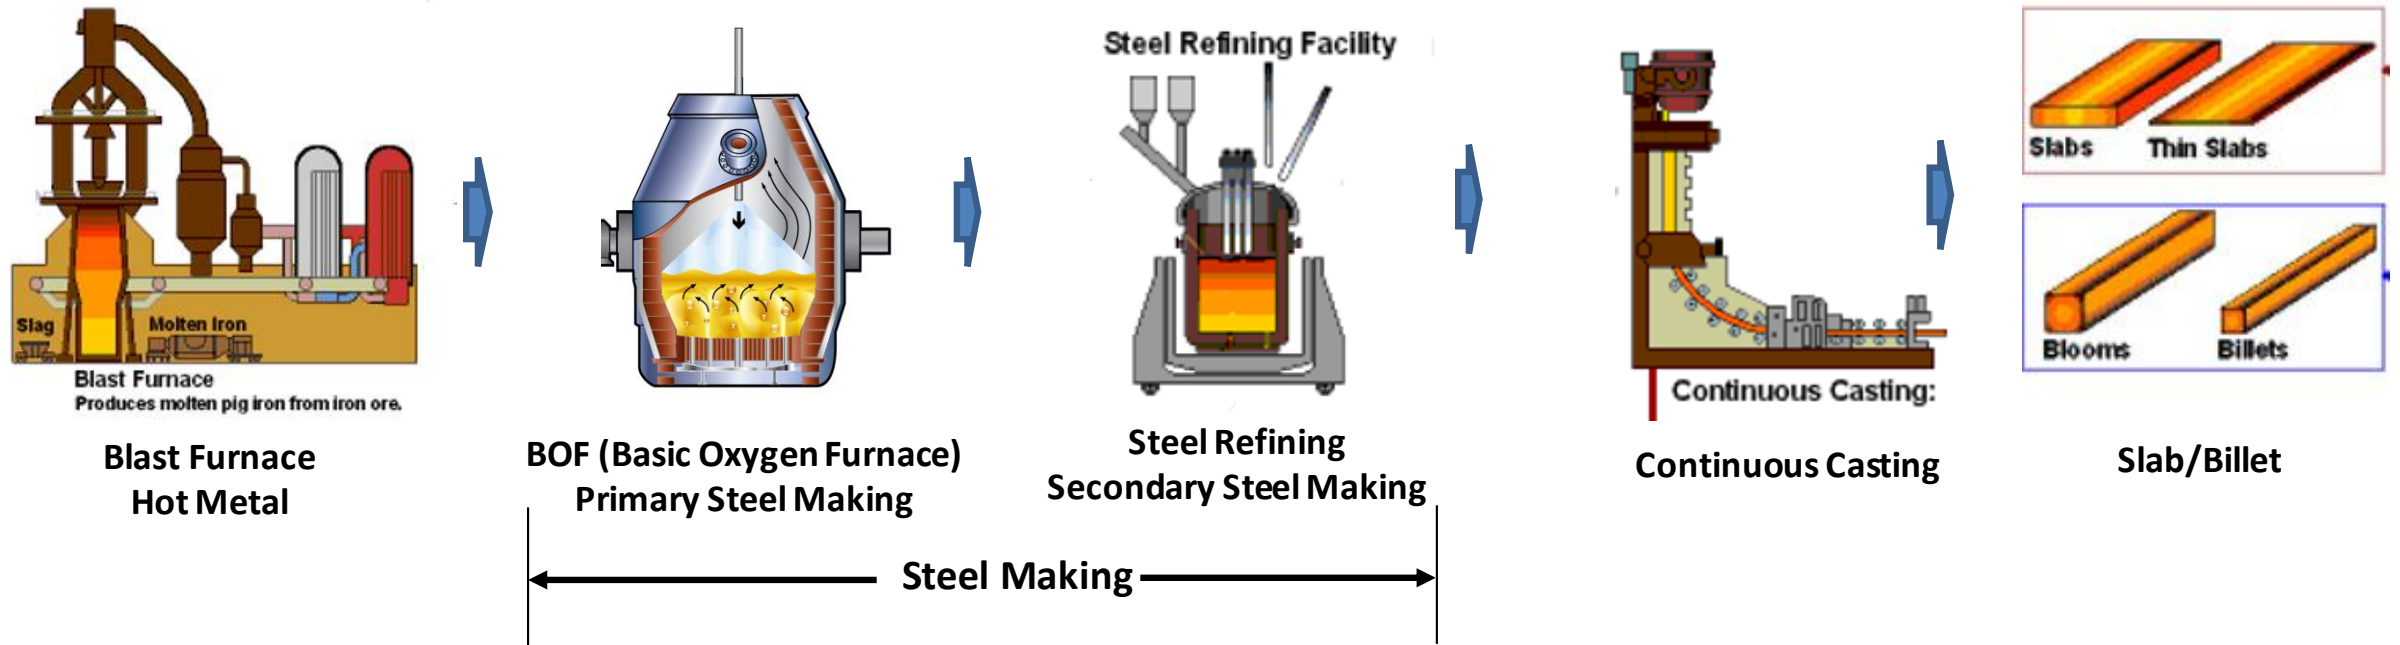 Slag
Molten Iron
Blast Furnace
Produces molten pig iron from iron ore.
Blast Furnace
Hot Metal
BOF (Basic Oxygen Furnace)
Primary Steel Making
Steel Refining Facility
Steel Refining
Secondary Steel Making
Steel Making
Continuous Casting:
Continuous Casting
Slabs
Thin Slabs
Blooms
Billets
Slab/Billet